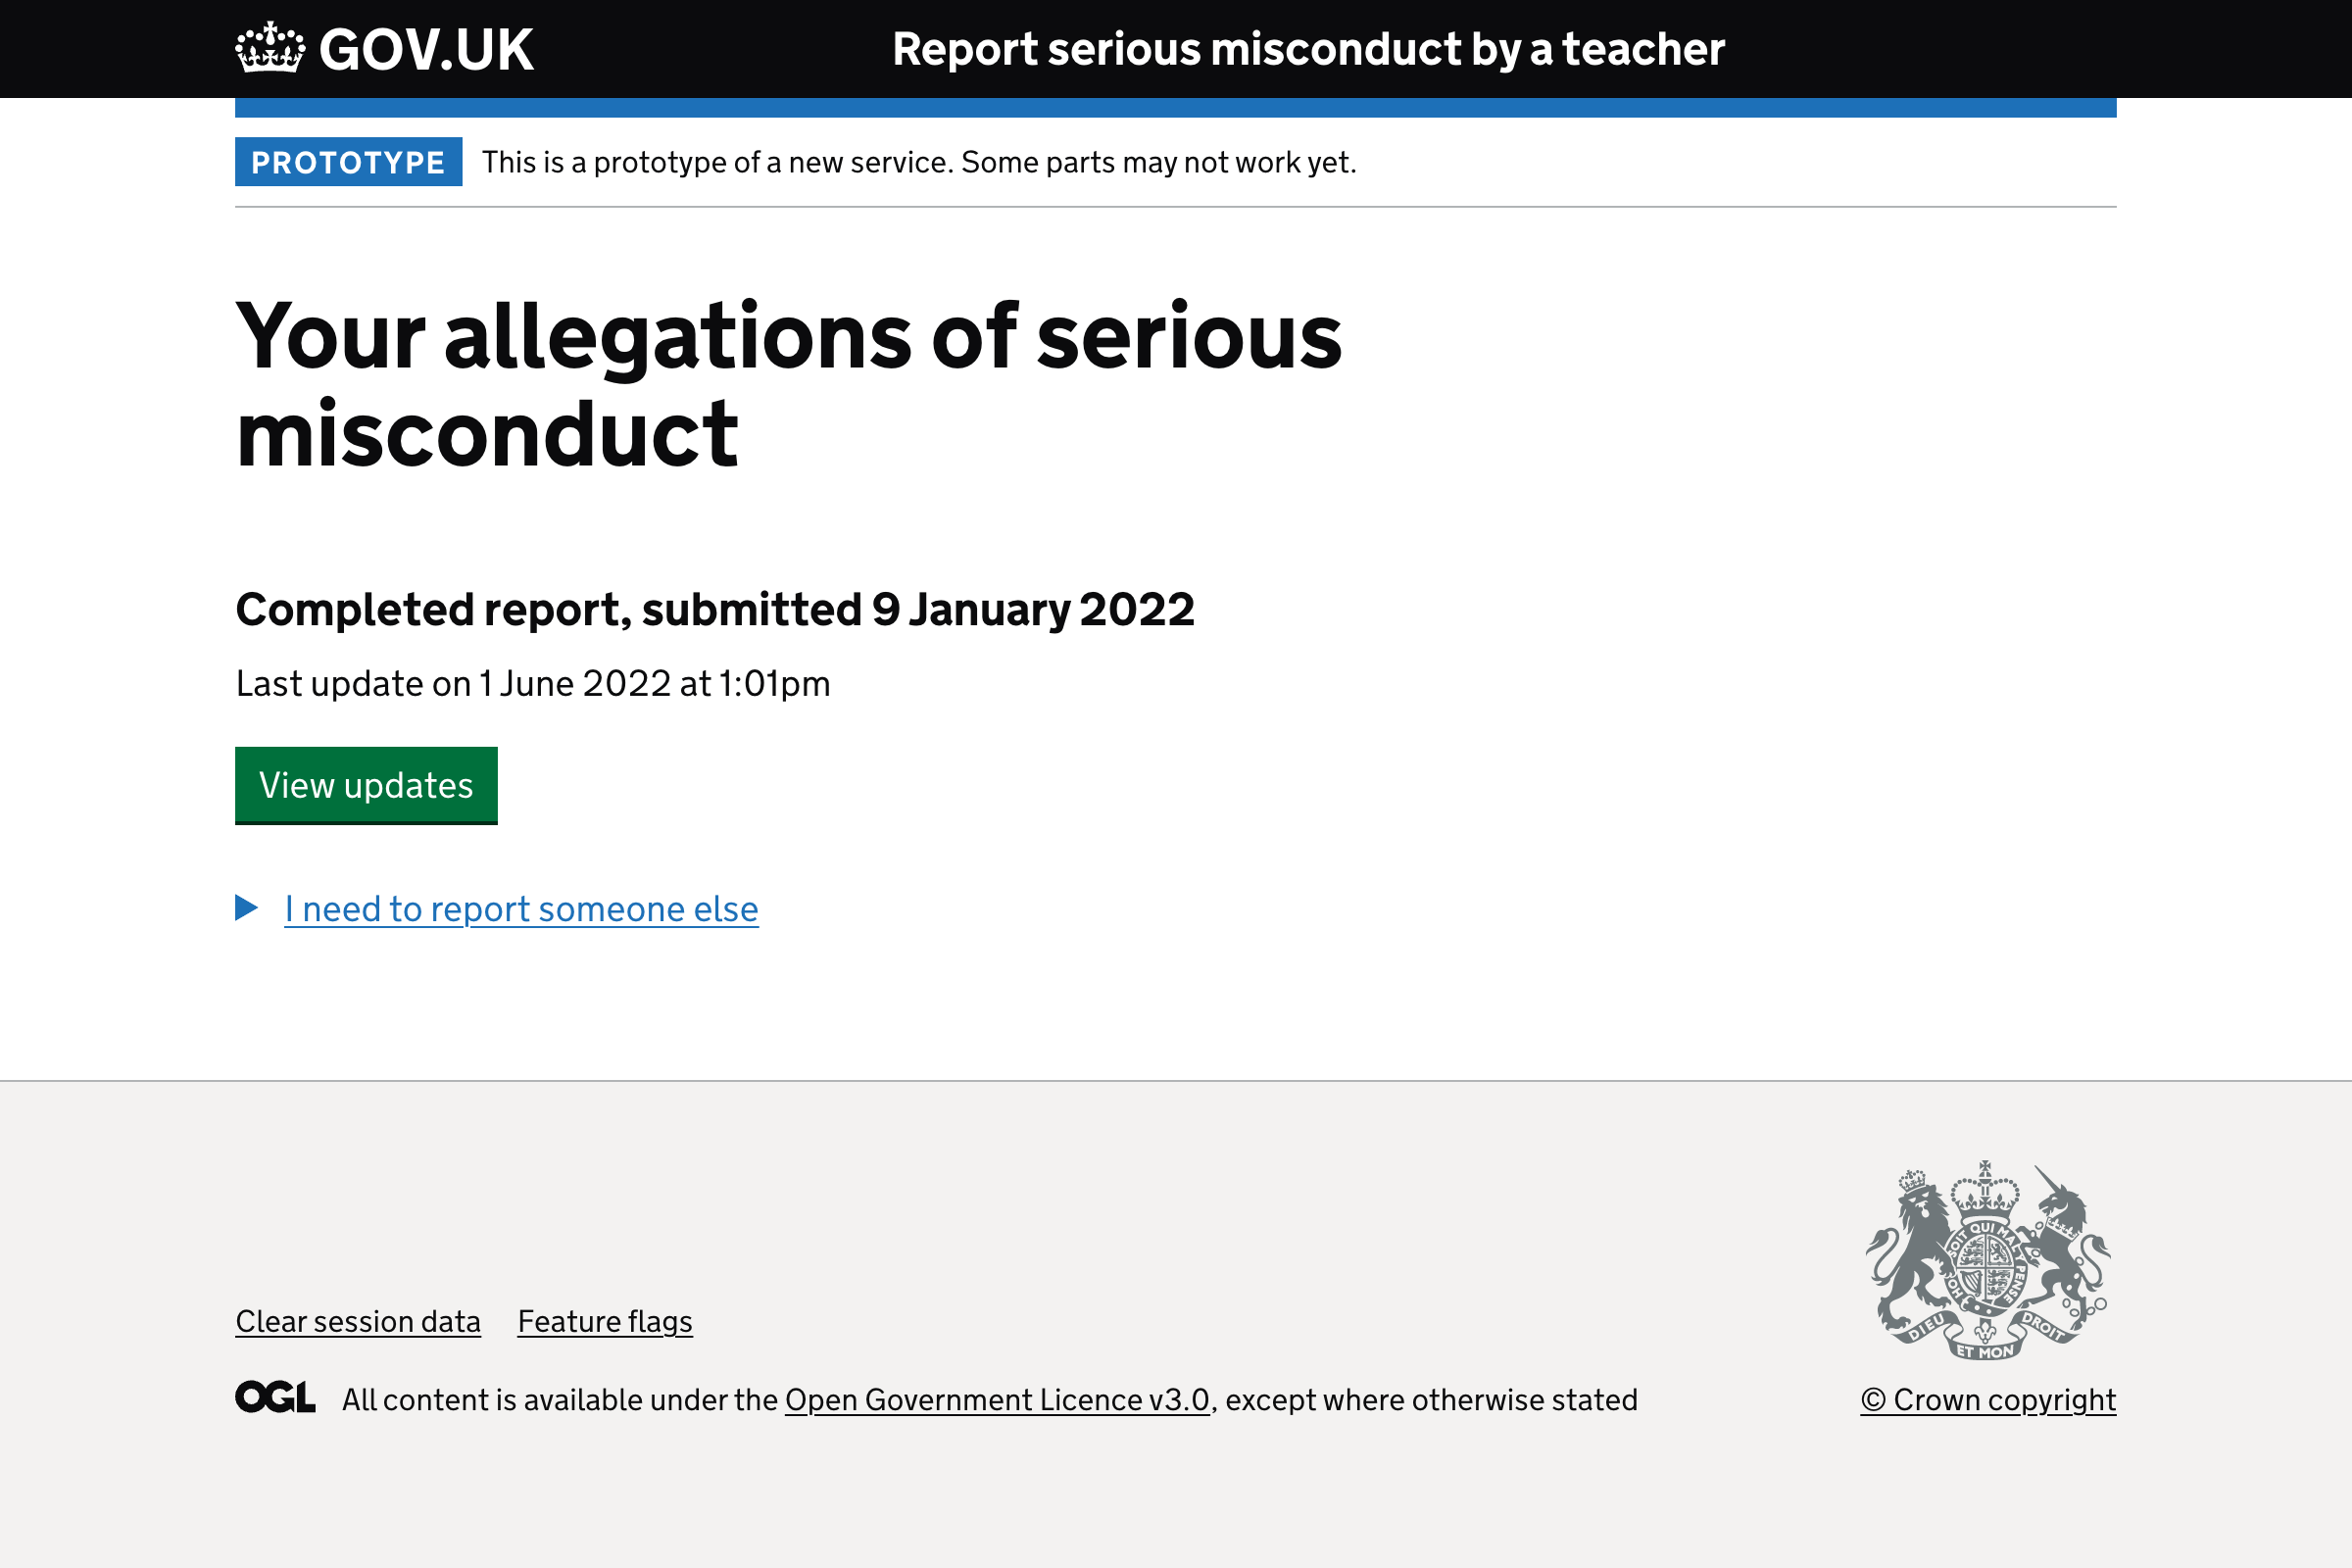 GOV.UK
Report serious misconduct by a teacher
PROTOTYPE
This is a prototype of a new service. Some parts may not work yet.
Your allegations of serious
misconduct
Completed report, submitted 9 January 2022
Last update on 1 June 2022 at 1:01pm
View updates
I need to report someone else
SOIT QUI MAL Y PENSE
HO
DIEU
ET MON
DROIT
Clear session data
Feature flags
OGL
All content is available under the Open Government Licence v3.0, except where otherwise stated
© Crown copyright